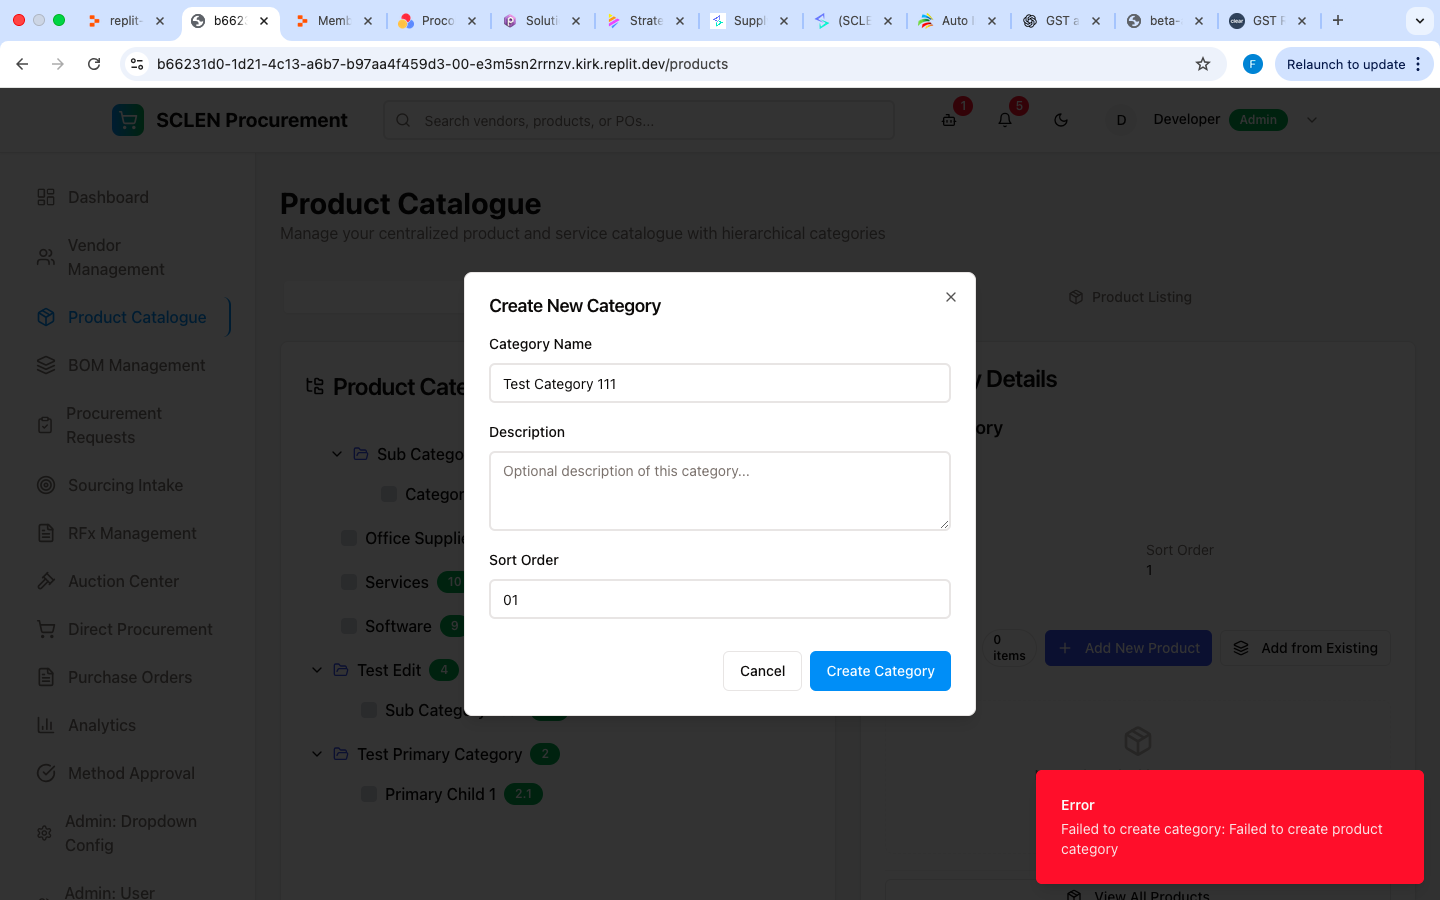 replit-
b662
Memb
Proco
Soluti
Strate
Suppl
(SCLE
Auto
GST a
beta-
GST F
b66231d0-1d21-4c13-a6b7-b97aa4f459d3-00-e3m5sn2rrnzv.kirk.replit.dev/products
F
Relaunch to update
SCLEN Procurement
Search vendors, products, or POs...
1
5
D
Developer
Admin
Dashboard
Vendor
Management
Product Catalogue
BOM Management
Procurement
Requests
Sourcing Intake
RFx Management
Auction Center
Direct Procurement
Purchase Orders
Analytics
Method Approval
Admin: Dropdown
Config
Admin: User
Product Catalogue
Manage your centralized product and service catalogue with hierarchical categories
Product Listing
Product Cate
Sub Catego
Categor
Office Supplie
Services 10
Software 9
Test Edit 4
Sub Categ
Test Primary Category 2
Primary Child 1 2.1
y Details
ory
Sort Order
1
0
items
Add New Product
Add from Existing
View All Products
Create New Category
Category Name
Test Category 111
Description
Optional description of this category...
Sort Order
01
Cancel
Create Category
Error
Failed to create category: Failed to create product
category